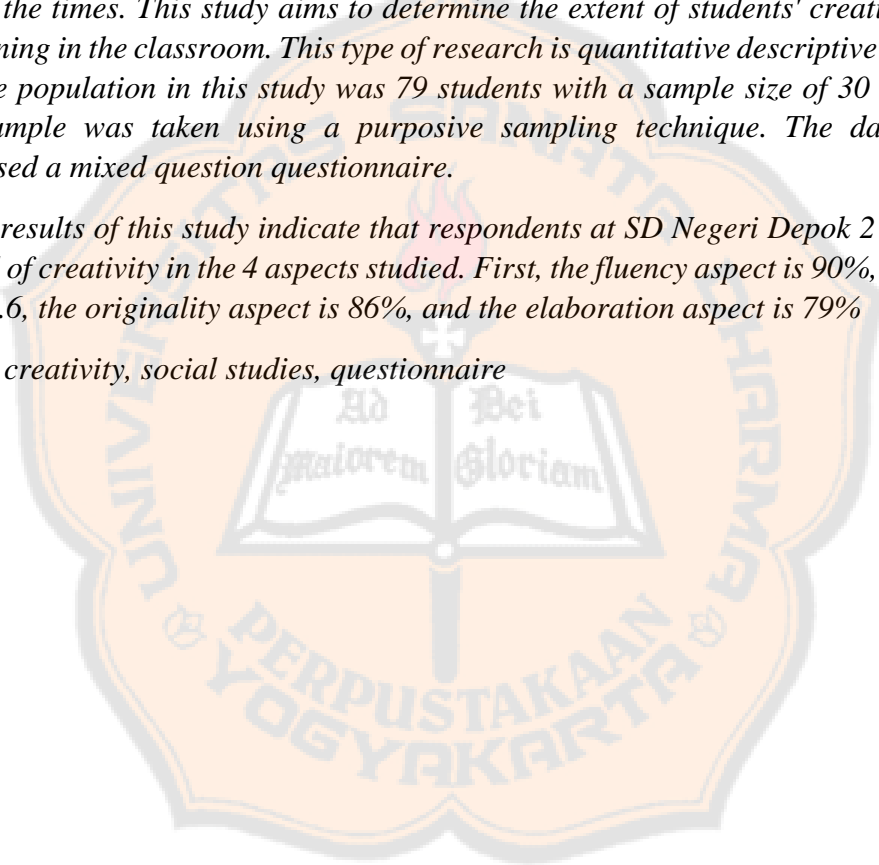 the times. This study aims to determine the extent of students' creati
ning in the classroom. This type of research is quantitative descriptive
e population in this study was 79 students with a sample size of 30
ample was taken using a purposive sampling technique. The da
sed a mixed question questionnaire.
results of this study indicate that respondents at SD Negeri Depok 2
of creativity in the 4 aspects studied. First, the fluency aspect is 90%,
.6, the originality aspect is 86%, and the elaboration aspect is 79%
creativity, social studies, questionnaire
UNIVERSITAS SANATA DHARMA
Ad Dei
maiorem Gloriam
PERPUSTAKAAN
YOGYAKARTA